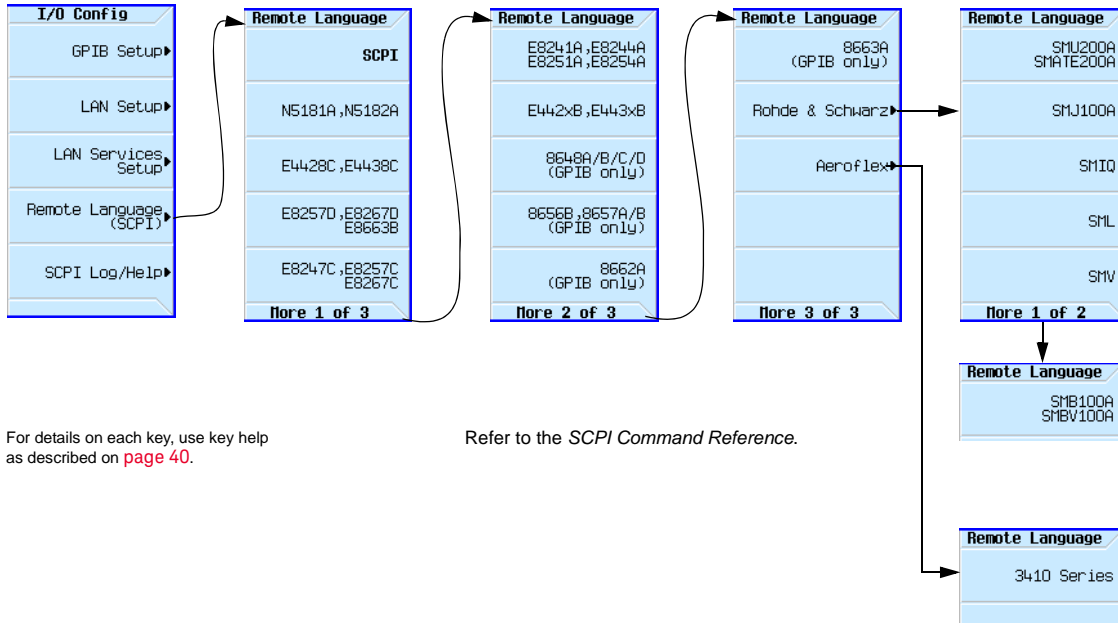 I/O Config
GPIB Setup
LAN Setup
LAN Services
Setup
Remote Language
(SCPI)
SCPI Log/Help
Remote Language
SCPI
N5181A,N5182A
E4428C,E4438C
E8257D,E8267D
E8663B
E8247C,E8257C
E8267C
More 1 of 3
Remote Language
E8241A,E8244A
E8251A,E8254A
E442xB,E443xB
8648A/B/C/D
(GPIB only)
8656B,8657A/B
(GPIB only)
8662A
(GPIB only)
More 2 of 3
Remote Language
8663A
(GPIB only)
Rohde & Schwarz
Aeroflex
More 3 of 3
Remote Language
SMU200A
SMATE200A
SMJ100A
SMIQ
SML
SMV
More 1 of 2
Remote Language
SMB100A
SMBV100A
For details on each key, use key help
as described on page 40.
Refer to the SCPI Command Reference.
Remote Language
3410 Series